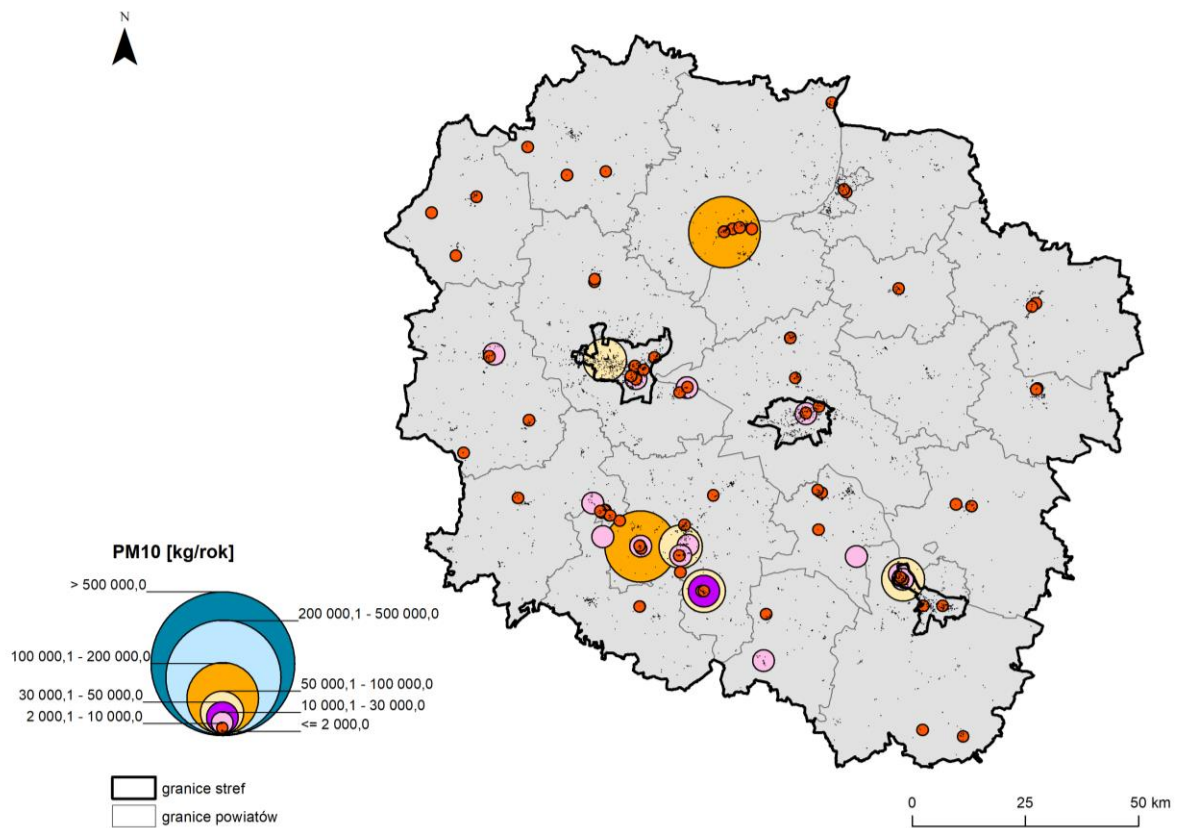 N
PM10 [kg/rok]
> 500 000,0
200 000,1 - 500 000,0
100 000,1 - 200 000,0
50 000,1 - 100 000,0
30 000,1 - 50 000,0
10 000,1 - 30 000,0
2 000,1 - 10 000,0
<= 2 000,0
granice stref
granice powiatów
0 25 50 km